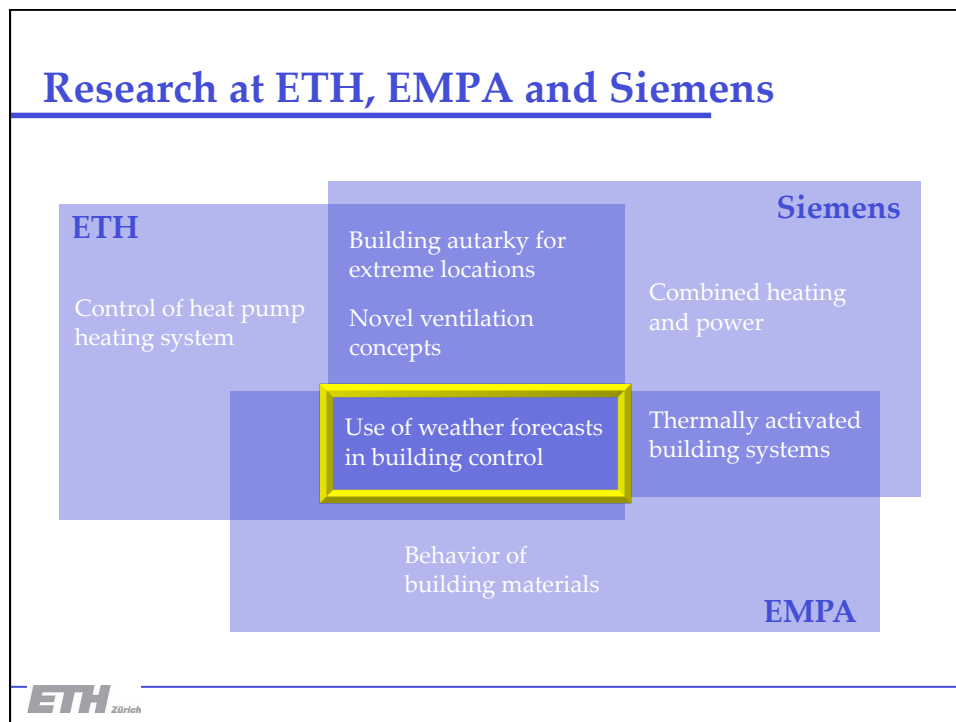 Research at ETH, EMPA and Siemens
ETH
Siemens
Building autarky for
extreme locations
Control of heat pump
heating system
Novel ventilation
concepts
Combined heating
and power
Use of weather forecasts
in building control
Thermally activated
building systems
Behavior of
building materials
EMPA
ETH Zürich